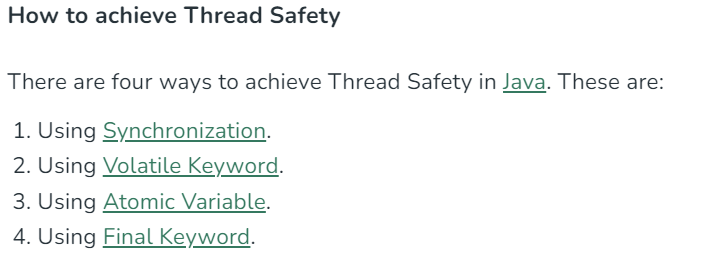 How to achieve Thread Safety
There are four ways to achieve Thread Safety in Java. These are:
1. Using Synchronization.
2. Using Volatile Keyword.
3. Using Atomic Variable.
4. Using Final Keyword.